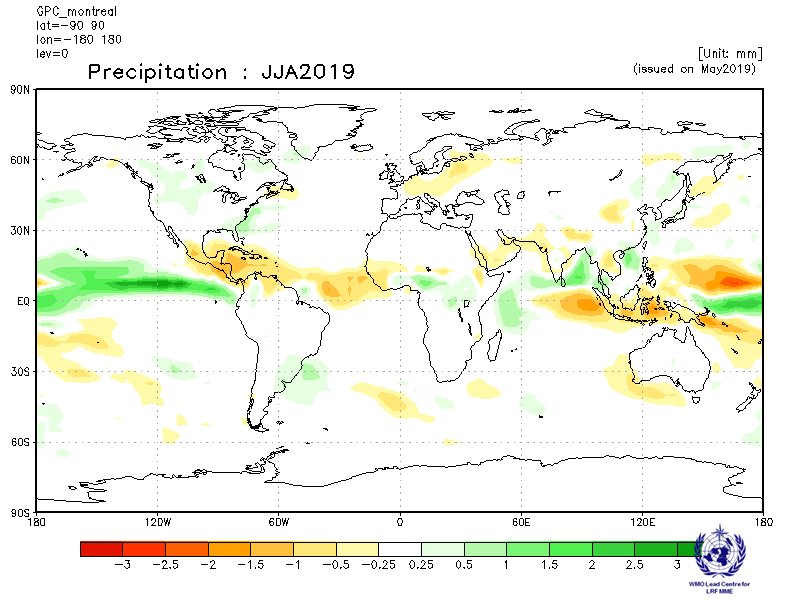 GPC_montreal
lat=-90 90
lon=-180 180
lev=0
[Unit: mm]
Precipitation : JJA2019
(issued on May2019)
90N
60N
30N
EQ
30S
60S
90S
180 120W 60W 0 60E 120E 180
-3 -2.5 -2 -1.5 -1 -0.5 -0.25 0.25 0.5 1 1.5 2 2.5 3
WMO Lead Centre for
LRF MME